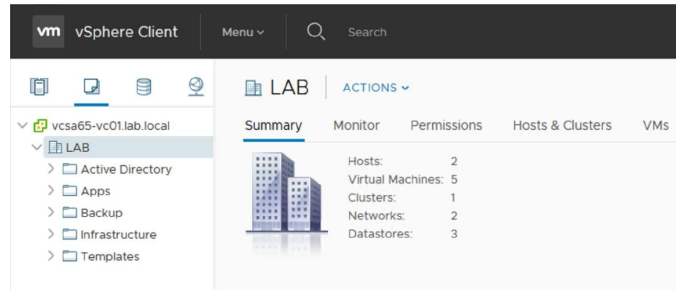 vm vSphere Client Menu Search
vcsa65-vc01.lab.local
LAB
Active Directory
Apps
Backup
Infrastructure
Templates
LAB ACTIONS
Summary Monitor Permissions Hosts & Clusters VMs
Hosts: 2
Virtual Machines: 5
Clusters: 1
Networks: 2
Datastores: 3